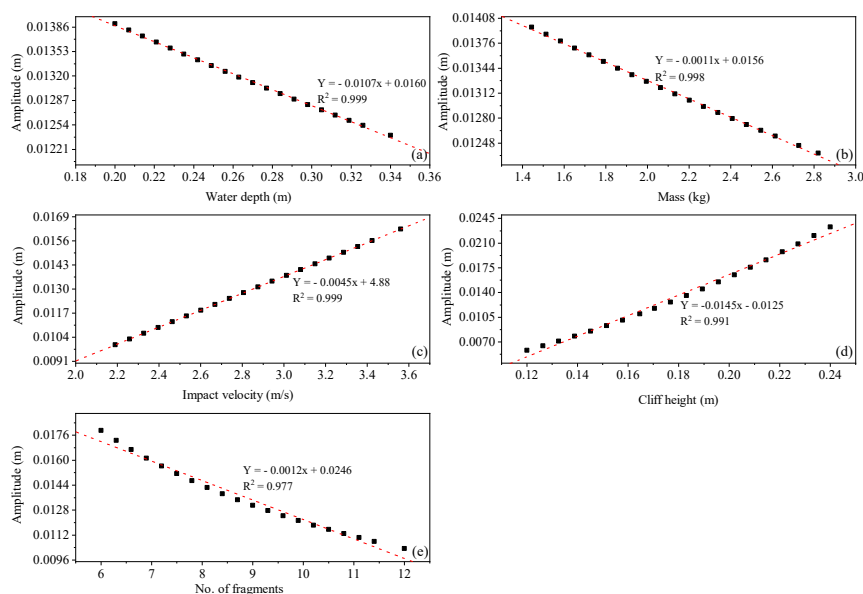 0.01386
0.01353
0.01320
0.01287
0.01254
0.01221
Amplitude (m)
Y = - 0.0107x + 0.0160
R² = 0.999
(a)
0.18 0.20 0.22 0.24 0.26 0.28 0.30 0.32 0.34 0.36
Water depth (m)
0.01408
0.01376
0.01344
0.01312
0.01280
0.01248
Amplitude (m)
Y = -0.0011x + 0.0156
R² = 0.998
(b)
1.4 1.6 1.8 2.0 2.2 2.4 2.6 2.8 3.0
Mass (kg)
0.0169
0.0156
0.0143
0.0130
0.0117
0.0104
0.0091
Amplitude (m)
Y = -0.0045x + 4.88
R² = 0.999
(c)
2.0 2.2 2.4 2.6 2.8 3.0 3.2 3.4 3.6
Impact velocity (m/s)
0.0245
0.0210
0.0175
0.0140
0.0105
0.0070
Amplitude (m)
Y = -0.0145x - 0.0125
R² = 0.991
(d)
0.12 0.14 0.16 0.18 0.20 0.22 0.24
Cliff height (m)
0.0176
0.0160
0.0144
0.0128
0.0112
0.0096
Amplitude (m)
Y = - 0.0012x + 0.0246
R² = 0.977
(e)
6 7 8 9 10 11 12
No. of fragments